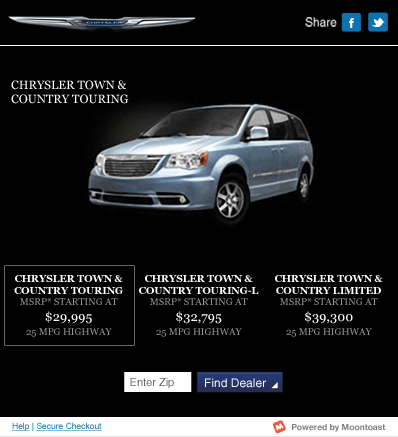 CHRYSLER
Share
CHRYSLER TOWN &
COUNTRY TOURING
CHRYSLER TOWN &
COUNTRY TOURING
MSRP* STARTING AT
$29,995
25 MPG HIGHWAY
CHRYSLER TOWN &
COUNTRY TOURING-L
MSRP* STARTING AT
$32,795
25 MPG HIGHWAY
CHRYSLER TOWN &
COUNTRY LIMITED
MSRP* STARTING AT
$39,300
25 MPG HIGHWAY
Enter Zip
Find Dealer
Help | Secure Checkout
Powered by Moontoast